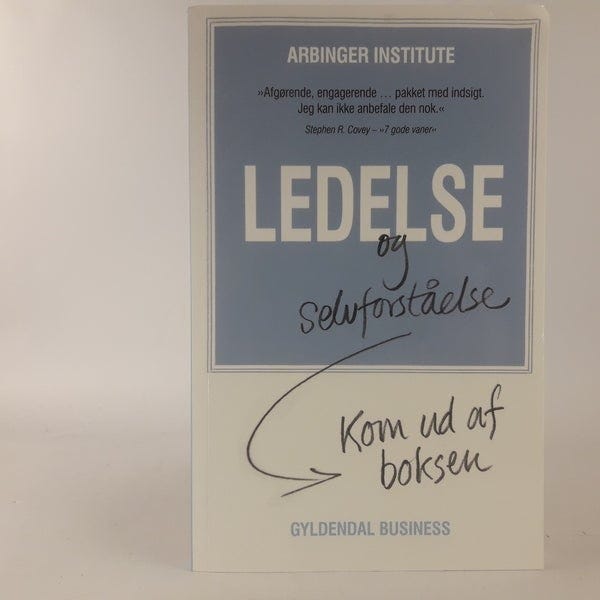 ARBINGER INSTITUTE
»Afgørende, engagerende ... pakket med indsigt.
Jeg kan ikke anbefale den nok.«
Stephen R. Covey – »7 gode vaner«
LEDELSE
og
selvforståelse
Kom ud af
boksen
GYLDENDAL BUSINESS